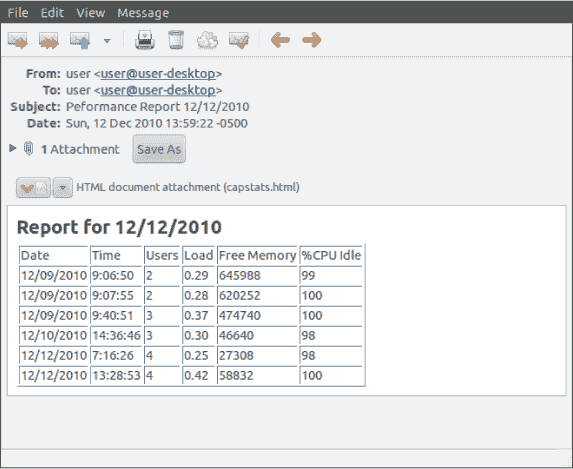 File Edit View Message
From: user <user@user-desktop>
To: user <user@user-desktop>
Subject: Peformance Report 12/12/2010
Date: Sun, 12 Dec 2010 13:59:22 -0500
1 Attachment Save As
HTML document attachment (capstats.html)
Report for 12/12/2010
Date Time Users Load Free Memory %CPU Idle
12/09/2010 9:06:50 2 0.29 645988 99
12/09/2010 9:07:55 2 0.28 620252 100
12/09/2010 9:40:51 3 0.37 474740 100
12/10/2010 14:36:46 3 0.30 46640 98
12/12/2010 7:16:26 4 0.25 27308 98
12/12/2010 13:28:53 4 0.42 58832 100